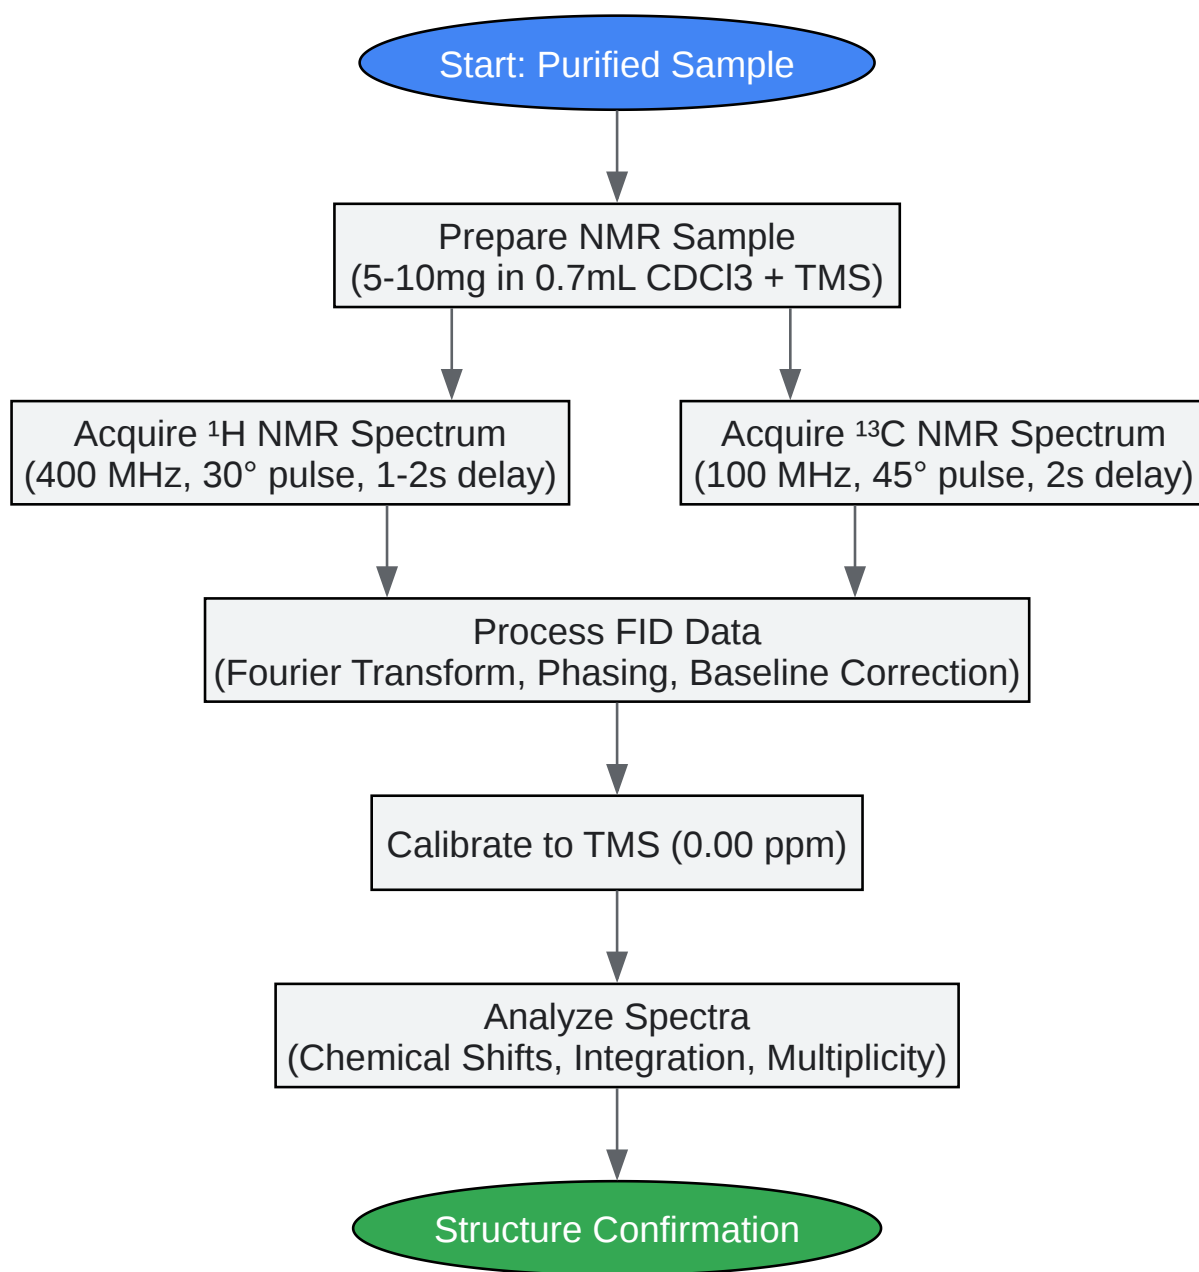 Start: Purified Sample
Prepare NMR Sample
(5-10mg in 0.7mL CDCl3 + TMS)
Acquire ¹H NMR Spectrum
(400 MHz, 30° pulse, 1-2s delay)
Acquire ¹³C NMR Spectrum
(100 MHz, 45° pulse, 2s delay)
Process FID Data
(Fourier Transform, Phasing, Baseline Correction)
Calibrate to TMS (0.00 ppm)
Analyze Spectra
(Chemical Shifts, Integration, Multiplicity)
Structure Confirmation